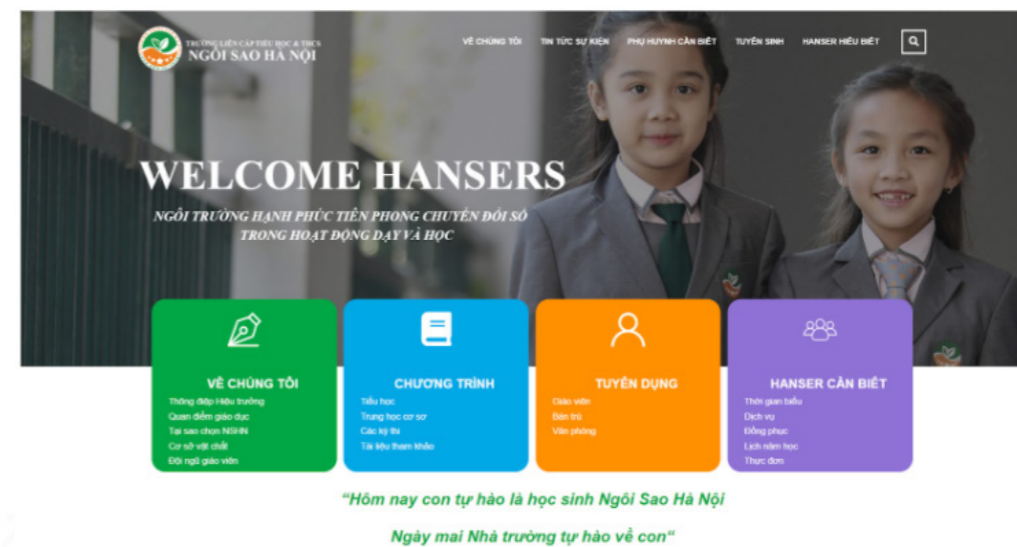 TRƯỜNG LIÊN CẤP TIỂU HỌC & THCS
NGÔI SAO HÀ NỘI
VỀ CHÚNG TÔI
TIN TỨC SỰ KIỆN
PHỤ HUYNH CẦN BIẾT
TUYỂN SINH
HANSER HIỂU BIẾT
WELCOME HANSERS
NGÔI TRƯỜNG HẠNH PHÚC TIÊN PHONG CHUYỂN ĐỔI SỐ
TRONG HOẠT ĐỘNG DẠY VÀ HỌC
VỀ CHÚNG TÔI
Thông điệp Hiệu trưởng
Quan điểm giáo dục
Tại sao chọn NSHN
Cơ sở vật chất
Đội ngũ giáo viên
CHƯƠNG TRÌNH
Tiểu học
Trung học cơ sở
Các kỳ thi
Tài liệu tham khảo
TUYỂN DỤNG
Giáo viên
Bán trú
Văn phòng
HANSER CẦN BIẾT
Thời gian biểu
Dịch vụ
Đồng phục
Lịch năm học
Thực đơn
“Hôm nay con tự hào là học sinh Ngôi Sao Hà Nội
Ngày mai Nhà trường tự hào về con“